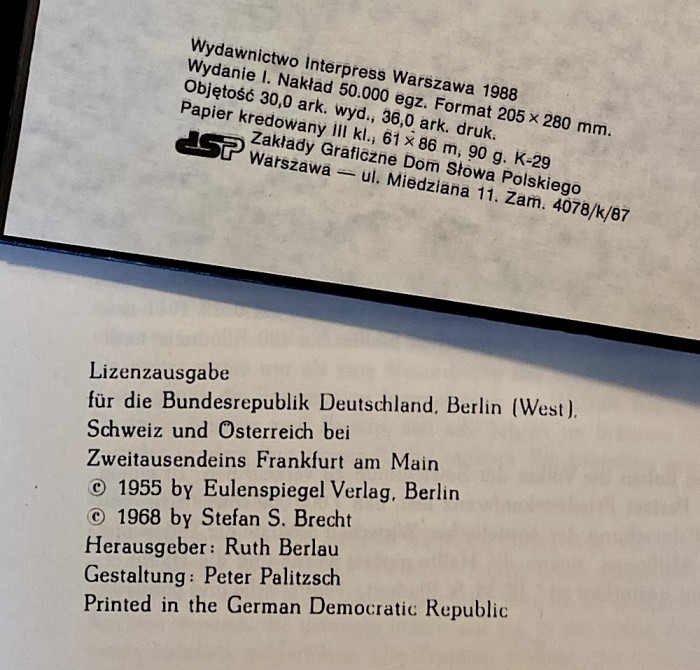 Wydawnictwo Interpress Warszawa 1988
Wydanie I. Nakład 50.000 egz. Format 205 × 280 mm.
Objętość 30,0 ark. wyd., 36,0 ark. druk.
Papier kredowany III kl., 61 × 86 m, 90 g. K-29
DSP Zakłady Graficzne Dom Słowa Polskiego
Warszawa — ul. Miedziana 11. Zam. 4078/k/87
Lizenzausgabe
für die Bundesrepublik Deutschland, Berlin (West),
Schweiz und Österreich bei
Zweitausendeins Frankfurt am Main
© 1955 by Eulenspiegel Verlag, Berlin
© 1968 by Stefan S. Brecht
Herausgeber: Ruth Berlau
Gestaltung: Peter Palitzsch
Printed in the German Democratic Republic